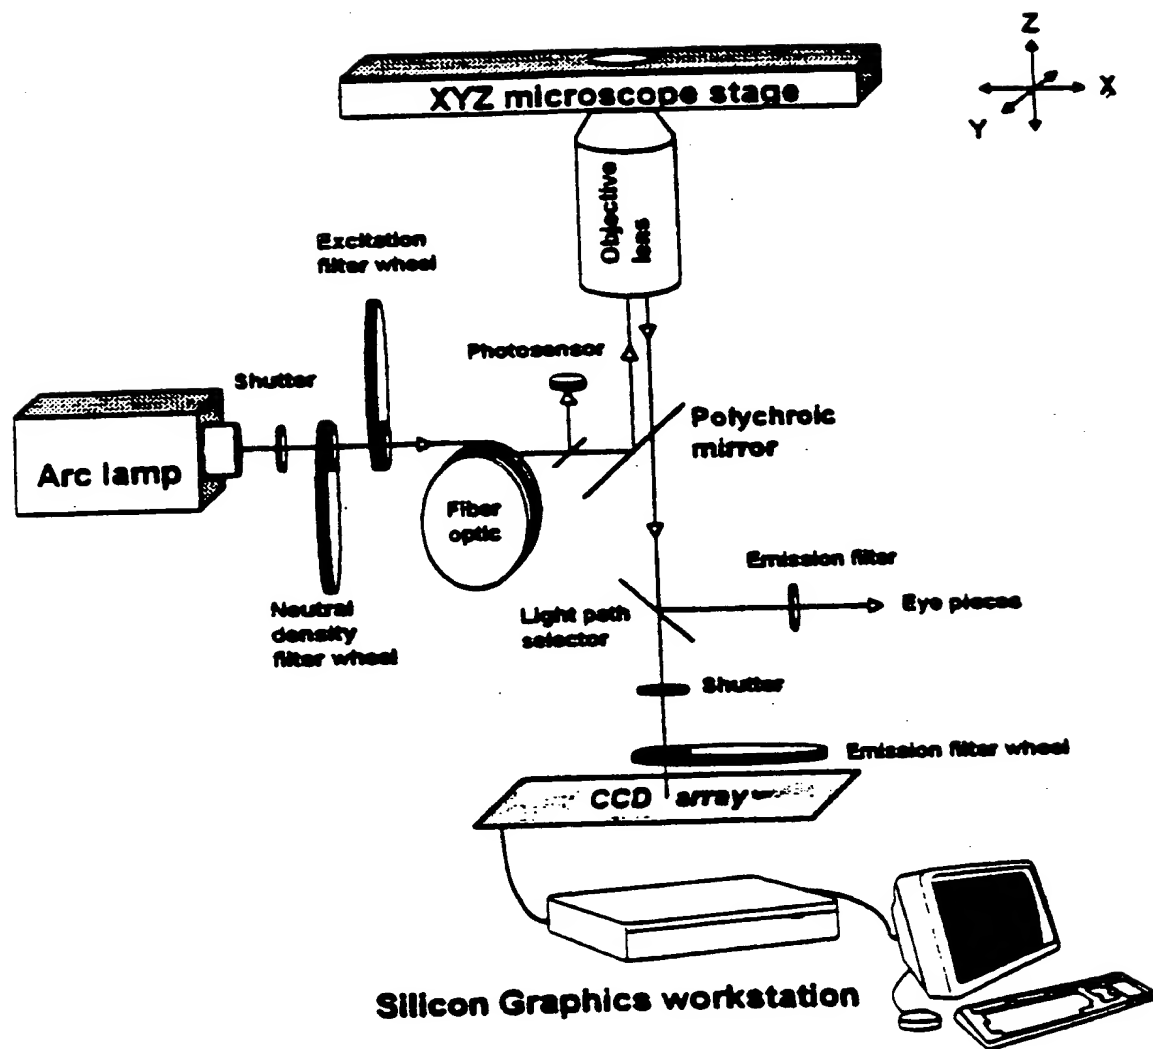 Z
X
Y
XYZ microscope stage
Objective
lens
Excitation
filter wheel
Photosensor
Shutter
Polychroic
mirror
Arc lamp
Fiber
optic
Emission filter
Neutral
density
filter wheel
Light path
selector
Eye pieces
Shutter
Emission filter wheel
CCD array
Silicon Graphics workstation